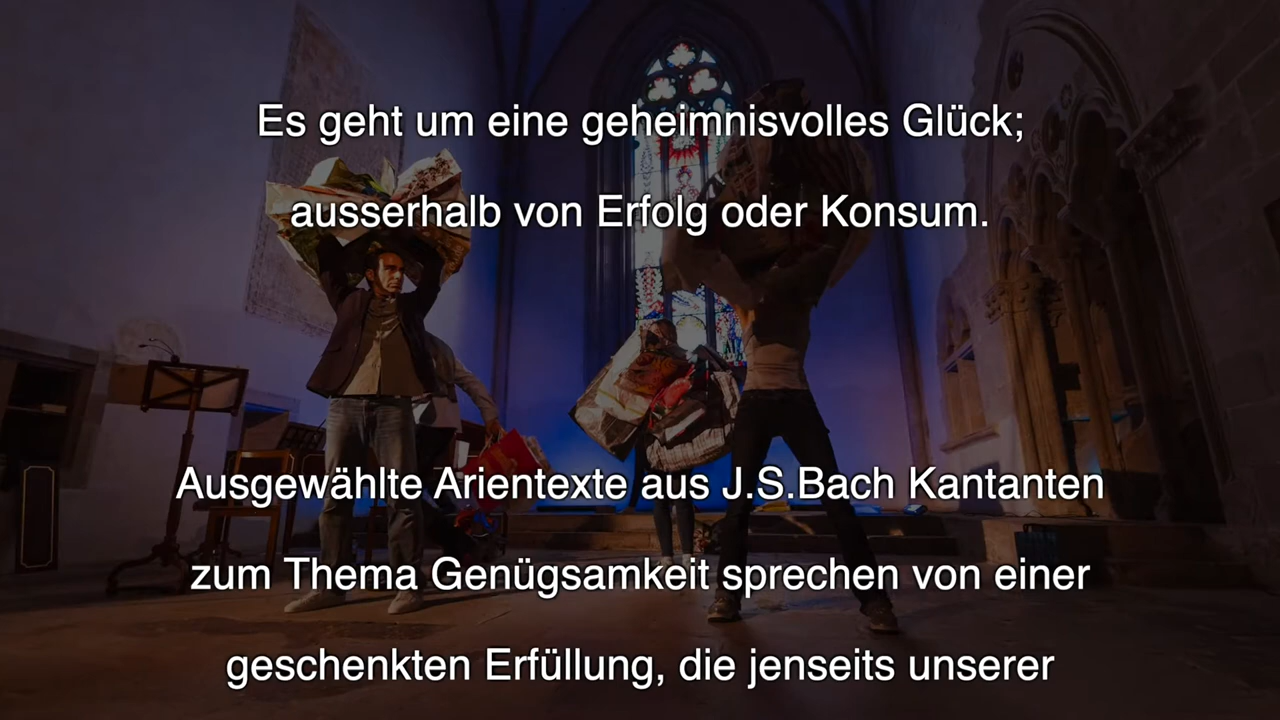 Es geht um eine geheimnisvolles Glück;
ausserhalb von Erfolg oder Konsum.
Ausgewählte Arientexte aus J.S.Bach Kantanten
zum Thema Genügsamkeit sprechen von einer
geschenkten Erfüllung, die jenseits unserer